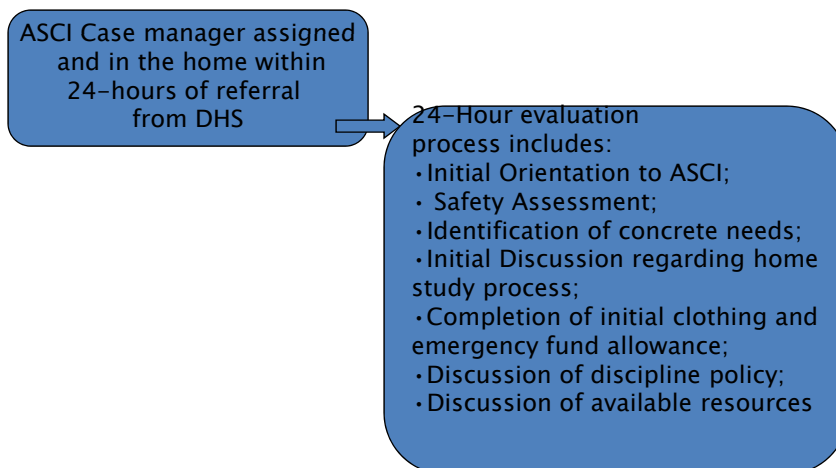 ASCI Case manager assigned
and in the home within
24-hours of referral
from DHS
24-Hour evaluation
process includes:
•Initial Orientation to ASCI;
• Safety Assessment;
•Identification of concrete needs;
•Initial Discussion regarding home
study process;
•Completion of initial clothing and
emergency fund allowance;
•Discussion of discipline policy;
•Discussion of available resources